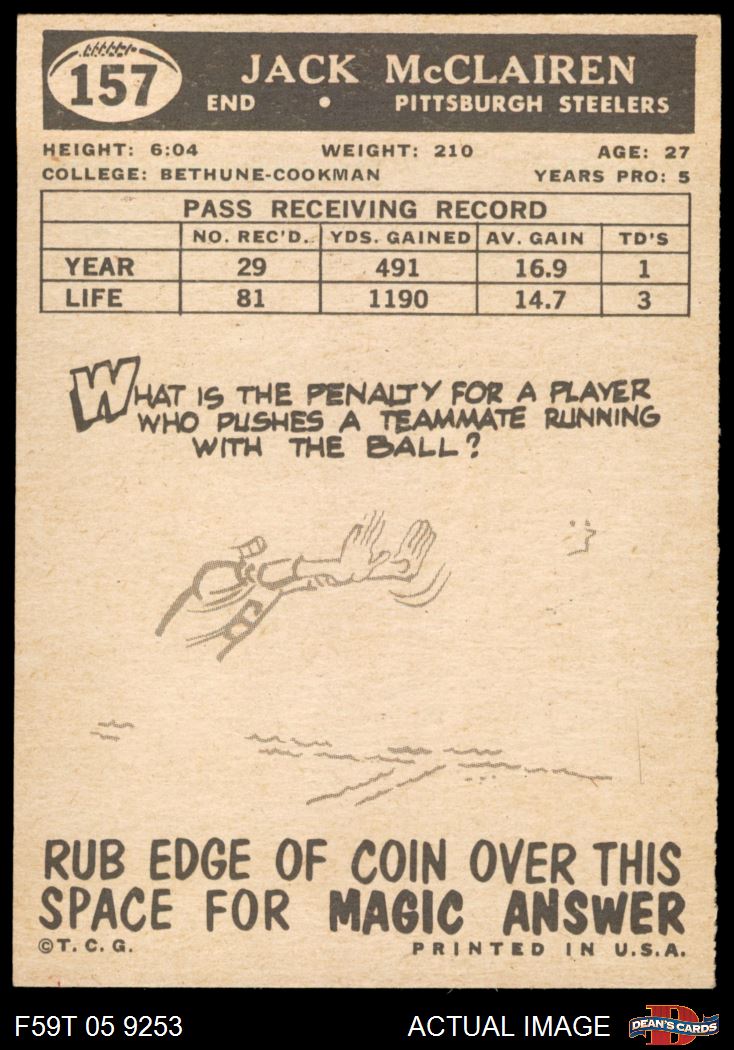 157
JACK McCLAIREN
END • PITTSBURGH STEELERS
HEIGHT: 6:04 WEIGHT: 210 AGE: 27
COLLEGE: BETHUNE-COOKMAN YEARS PRO: 5
PASS RECEIVING RECORD
NO. REC'D. YDS. GAINED AV. GAIN TD'S
YEAR 29 491 16.9 1
LIFE 81 1190 14.7 3
WHAT IS THE PENALTY FOR A PLAYER
WHO PUSHES A TEAMMATE RUNNING
WITH THE BALL?
RUB EDGE OF COIN OVER THIS
SPACE FOR MAGIC ANSWER
©T. C. G. PRINTED IN U.S.A.
F59T 05 9253 ACTUAL IMAGE D DEAN'S CARDS